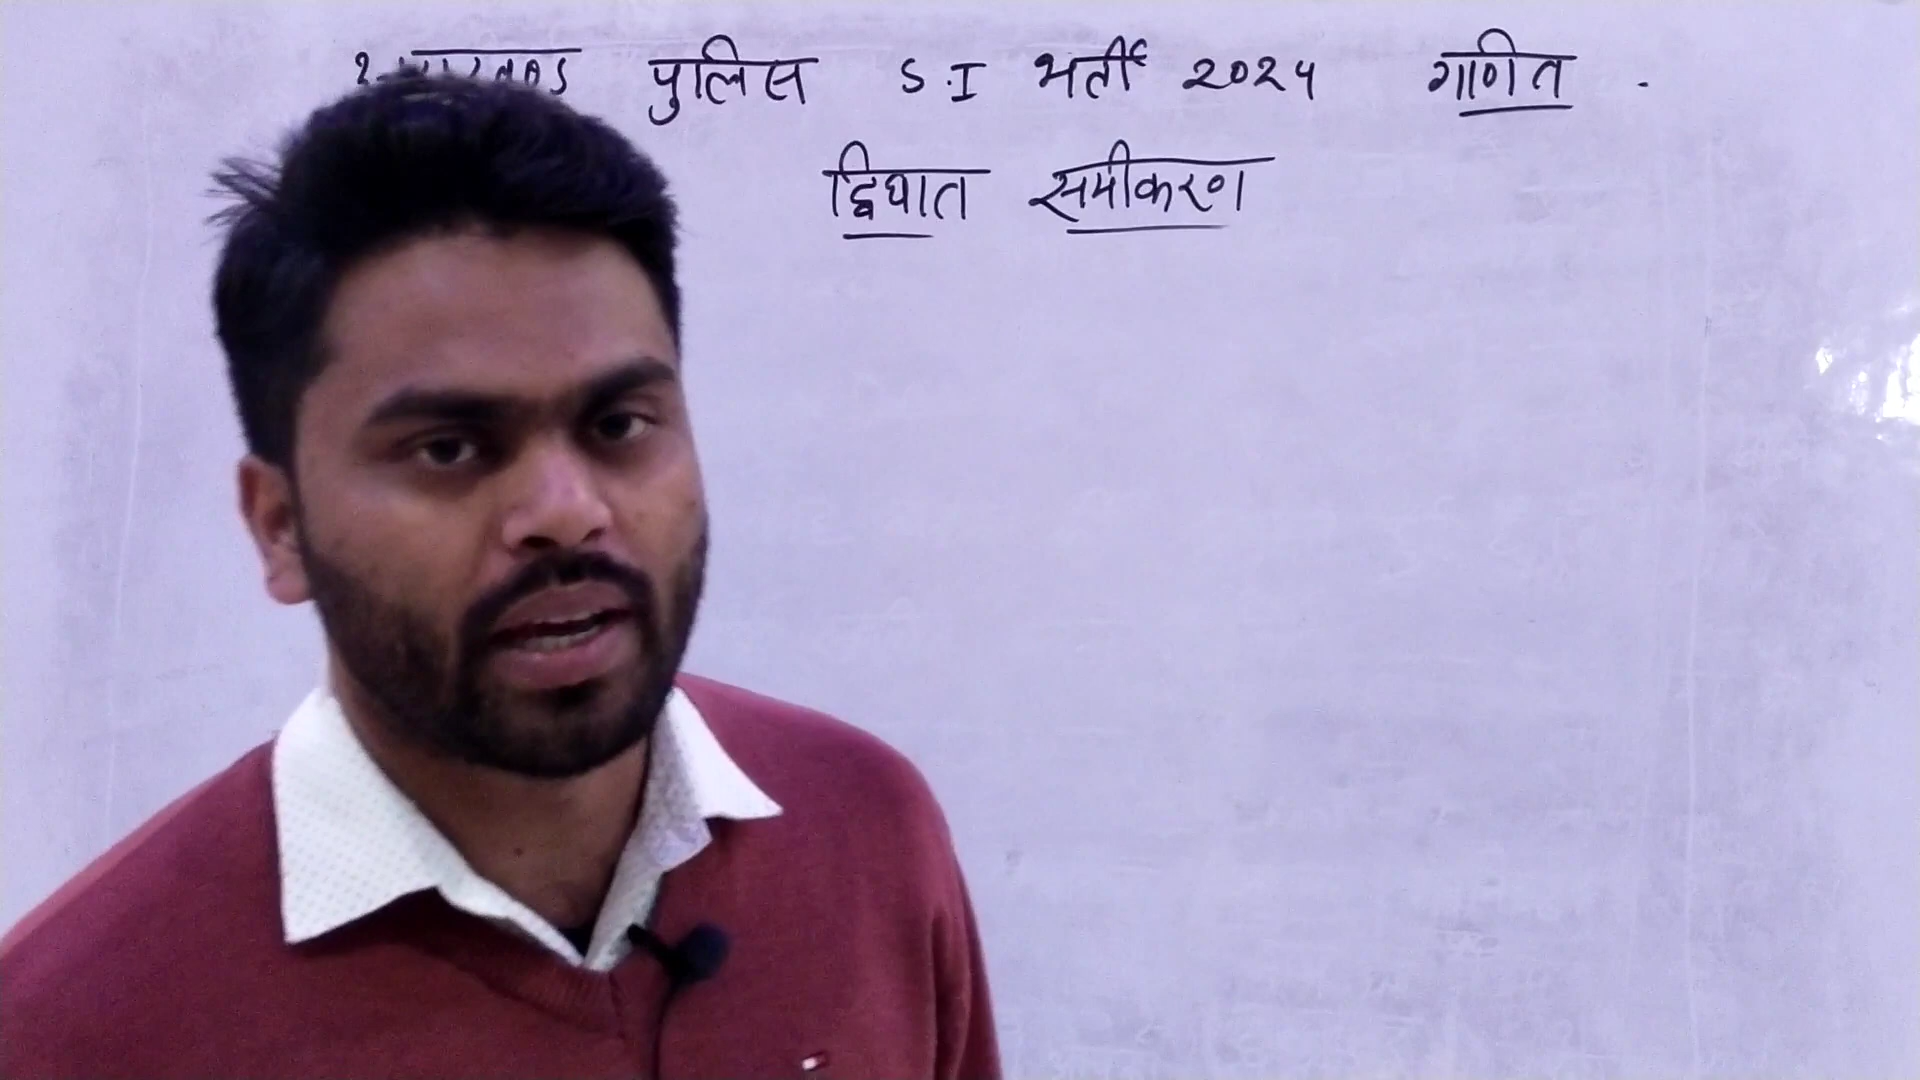 पुलिस S.I भर्ती 2024 गणित .
द्विघात समीकरण